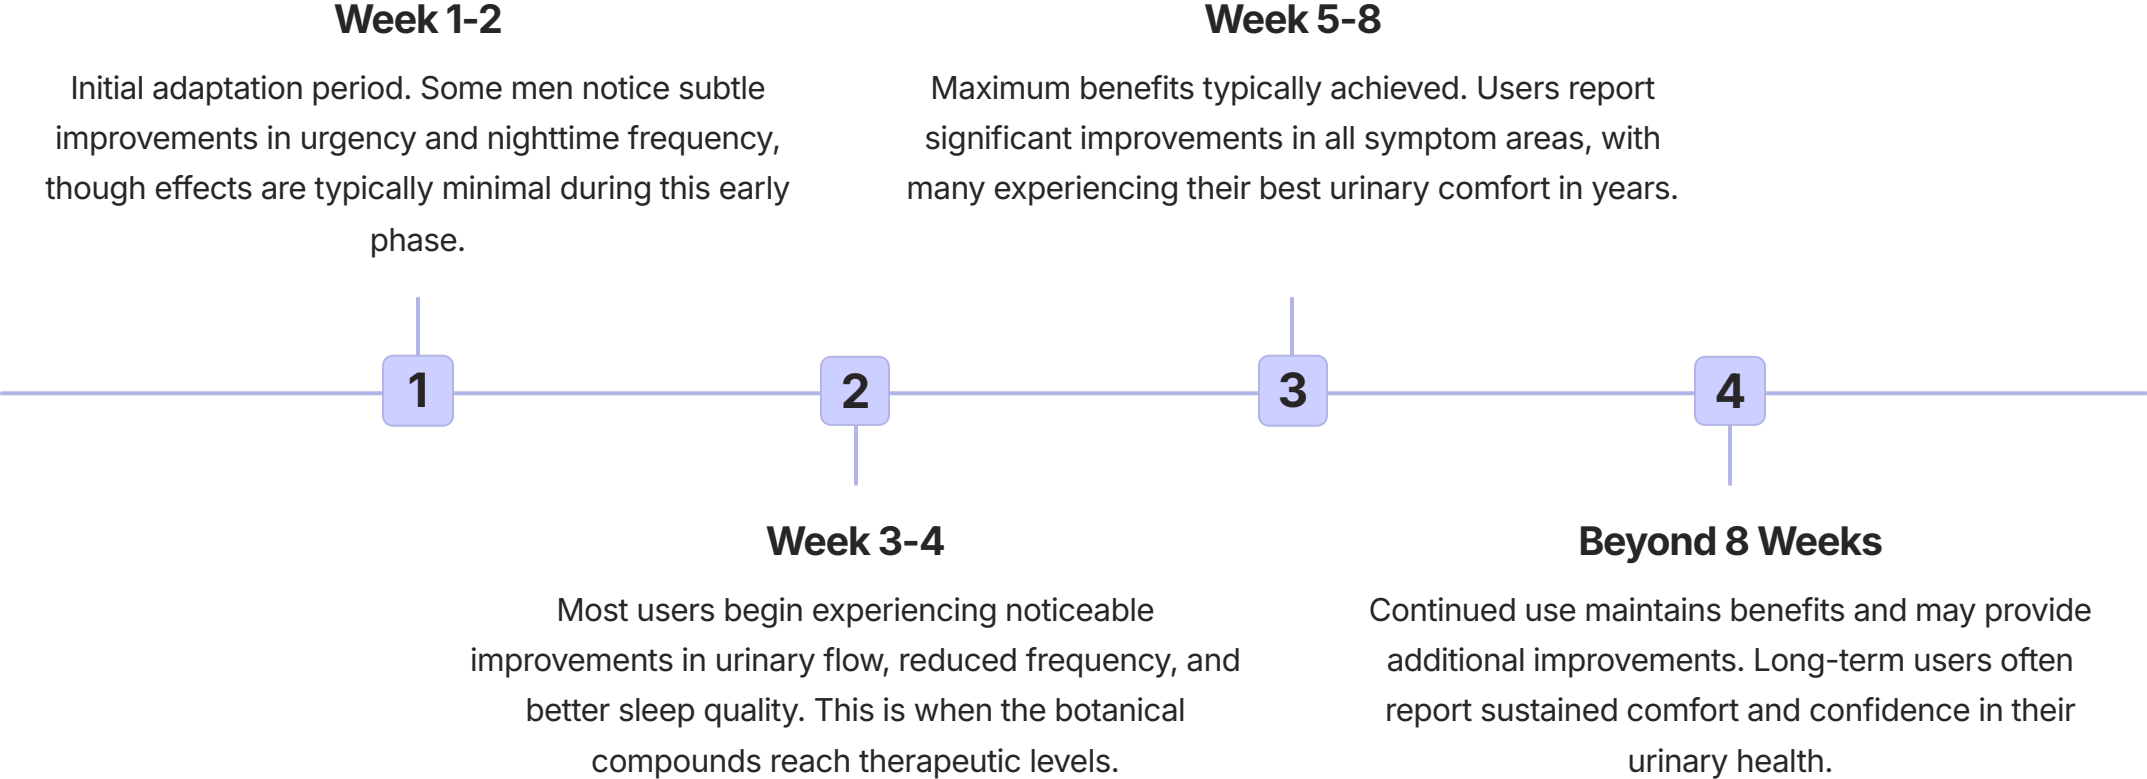 Week 1-2
Initial adaptation period. Some men notice subtle
improvements in urgency and nighttime frequency,
though effects are typically minimal during this early
phase.
1
2
Week 3-4
Most users begin experiencing noticeable
improvements in urinary flow, reduced frequency, and
better sleep quality. This is when the botanical
compounds reach therapeutic levels.
Week 5-8
Maximum benefits typically achieved. Users report
significant improvements in all symptom areas, with
many experiencing their best urinary comfort in years.
3
4
Beyond 8 Weeks
Continued use maintains benefits and may provide
additional improvements. Long-term users often
report sustained comfort and confidence in their
urinary health.